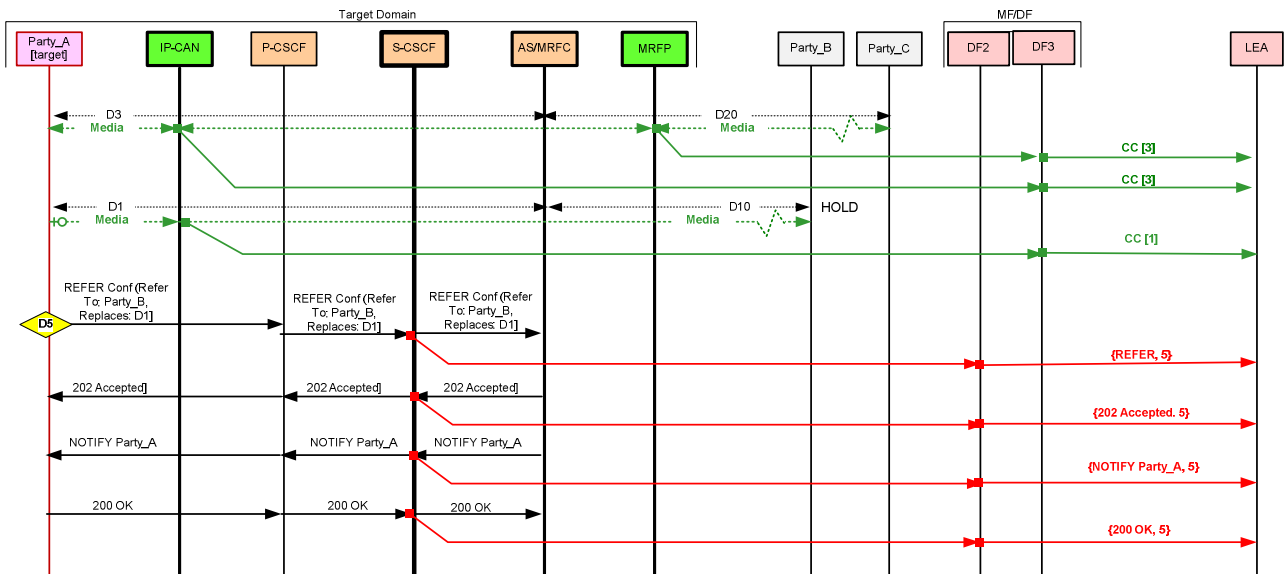 Target Domain
MF/DF
Party_A
[target]
IP-CAN
P-CSCF
S-CSCF
AS/MRFC
MRFP
Party_B
Party_C
DF2
DF3
LEA
D3
D20
Media
Media
CC [3]
CC [3]
D1
D10
HOLD
Media
Media
CC [1]
REFER Conf (Refer
To: Party_B,
Replaces: D1]
REFER Conf (Refer
To: Party_B,
Replaces: D1]
REFER Conf (Refer
To: Party_B,
Replaces: D1]
D5
{REFER, 5}
202 Accepted]
202 Accepted]
202 Accepted]
{202 Accepted. 5}
NOTIFY Party_A
NOTIFY Party_A
NOTIFY Party_A
{NOTIFY Party_A, 5}
200 OK
200 OK
200 OK
{200 OK, 5}